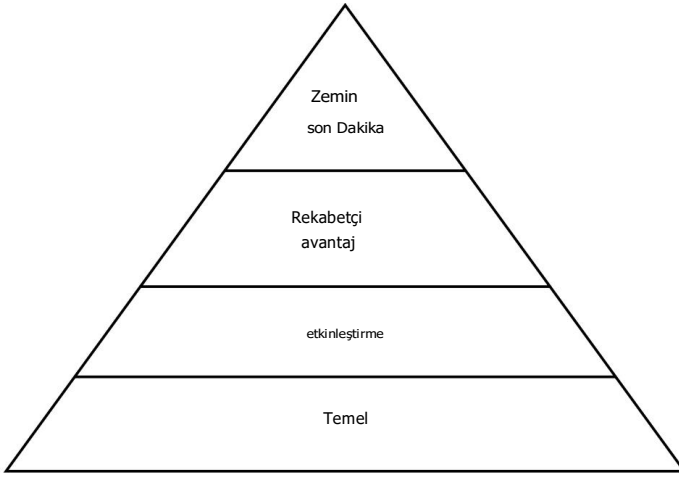 Zemin
son Dakika
Rekabetçi
avantaj
etkinleştirme
Temel